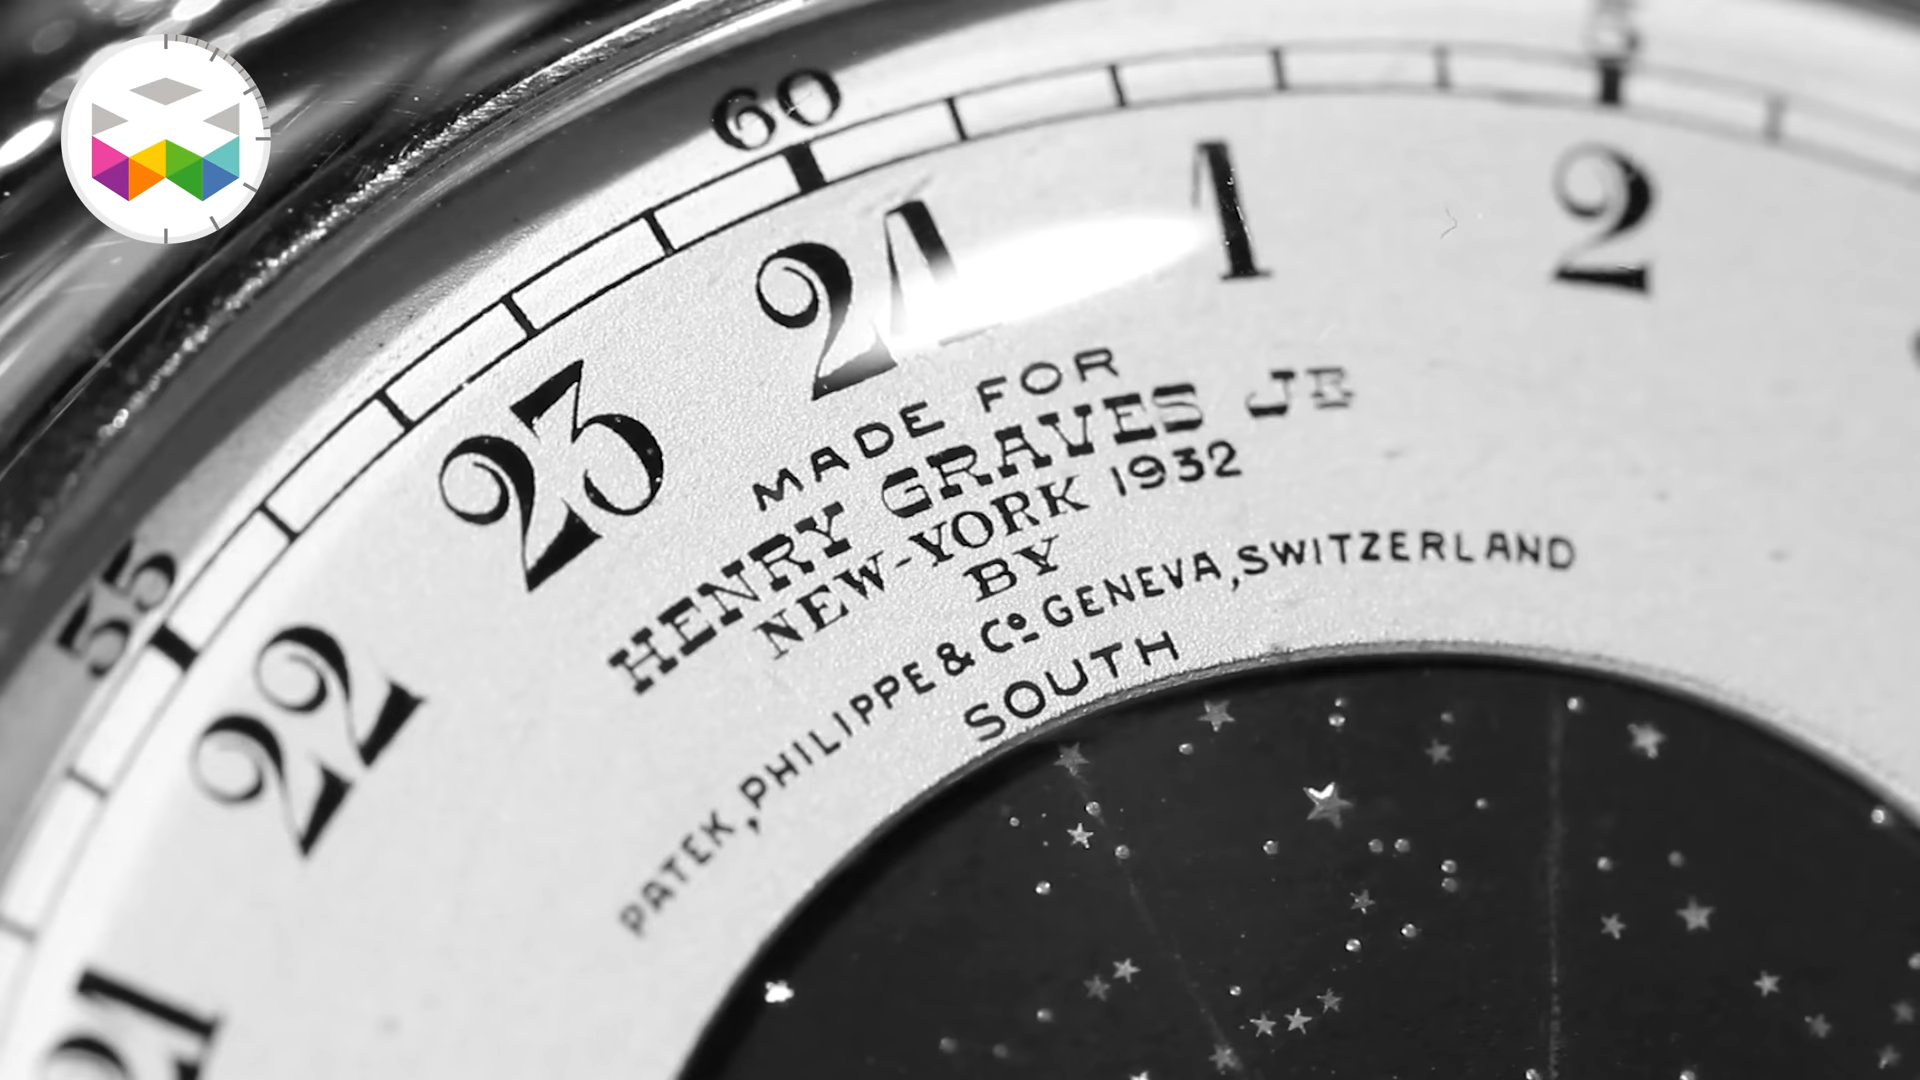 60
24 1 2
23
55
22
21
MADE FOR
HENRY GRAVES JR
NEW-YORK 1932
BY
PATEK, PHILIPPE & Cº GENEVA, SWITZERLAND
SOUTH